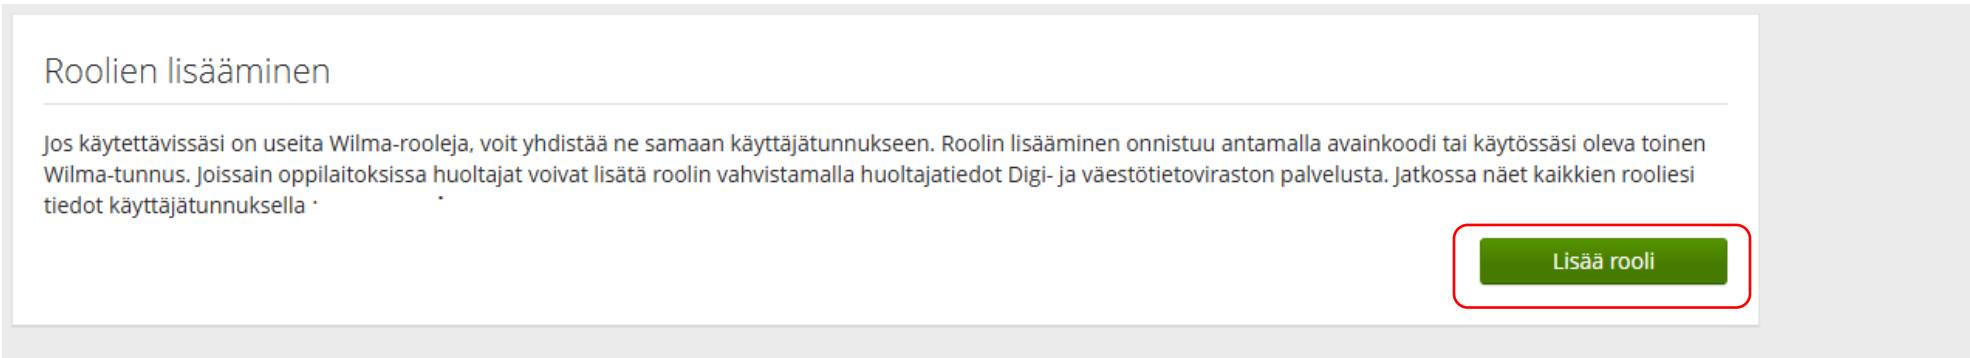 Roolien lisääminen
Jos käytettävissäsi on useita Wilma-rooleja, voit yhdistää ne samaan käyttäjätunnukseen. Roolin lisääminen onnistuu antamalla avainkoodi tai käytössäsi oleva toinen
Wilma-tunnus. Joissain oppilaitoksissa huoltajat voivat lisätä roolin vahvistamalla huoltajatiedot Digi- ja väestötietoviraston palvelusta. Jatkossa näet kaikkien rooliesi
tiedot käyttäjätunnuksella
Lisää rooli